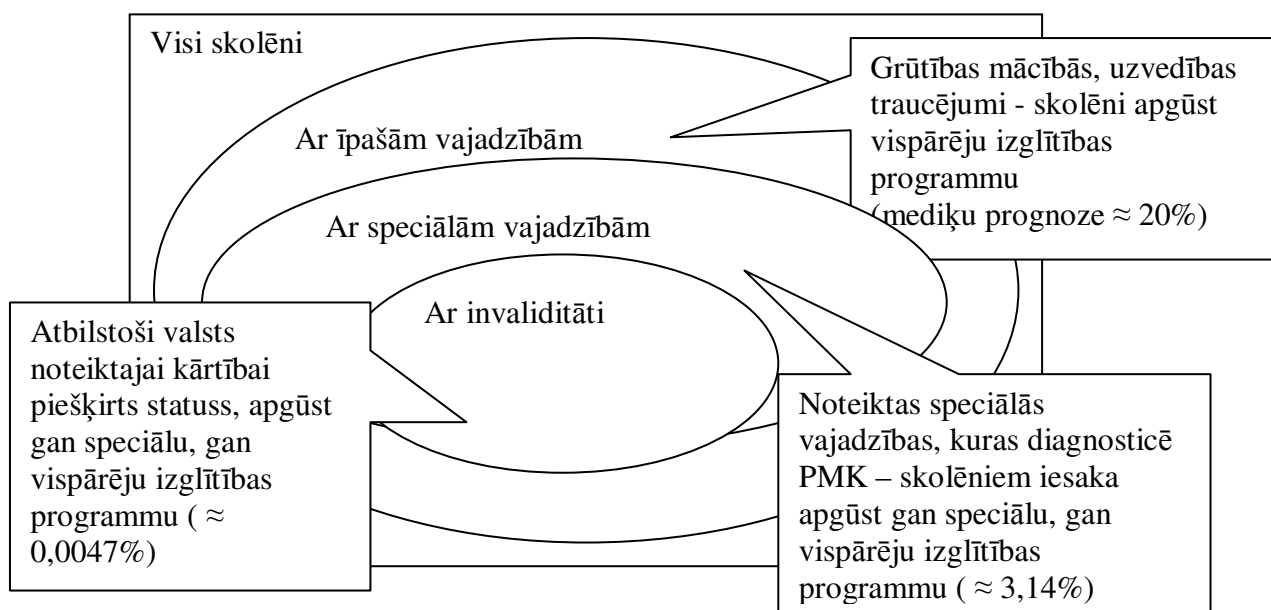 Visi skolēni
Grūtības mācībās, uzvedības
traucējumi - skolēni apgūst
vispārēju izglītības
programmu
(mediķu prognoze ≈ 20%)
Ar īpašām vajadzībām
Ar speciālām vajadzībām
Ar invaliditāti
Atbilstoši valsts
noteiktajai kārtībai
piešķirts statuss, apgūst
gan speciālu, gan
vispārēju izglītības
programmu ( ≈
0,0047%)
Noteiktas speciālās
vajadzības, kuras diagnosticē
PMK – skolēniem iesaka
apgūst gan speciālu, gan
vispārēju izglītības
programmu ( ≈ 3,14%)